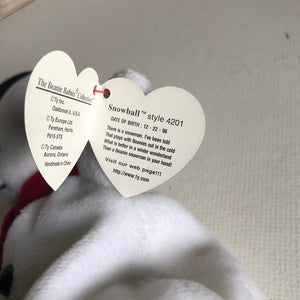 The Beanie Babies® Collection
© Ty Inc.
Oakbrook IL, U.S.A.
© Ty Europe Ltd.
Fareham, Hants
PO15 5TX
© Ty Canada
Aurora, Ontario
Handmade in China
Snowball™ style 4201
DATE OF BIRTH : 12 - 22 - 96
There is a snowman, I've been told
That plays with Beanies out in the cold
What is better in a winter wonderland
Than a Beanie snowman in your hand!
Visit our web page!!!
http://www.ty.com